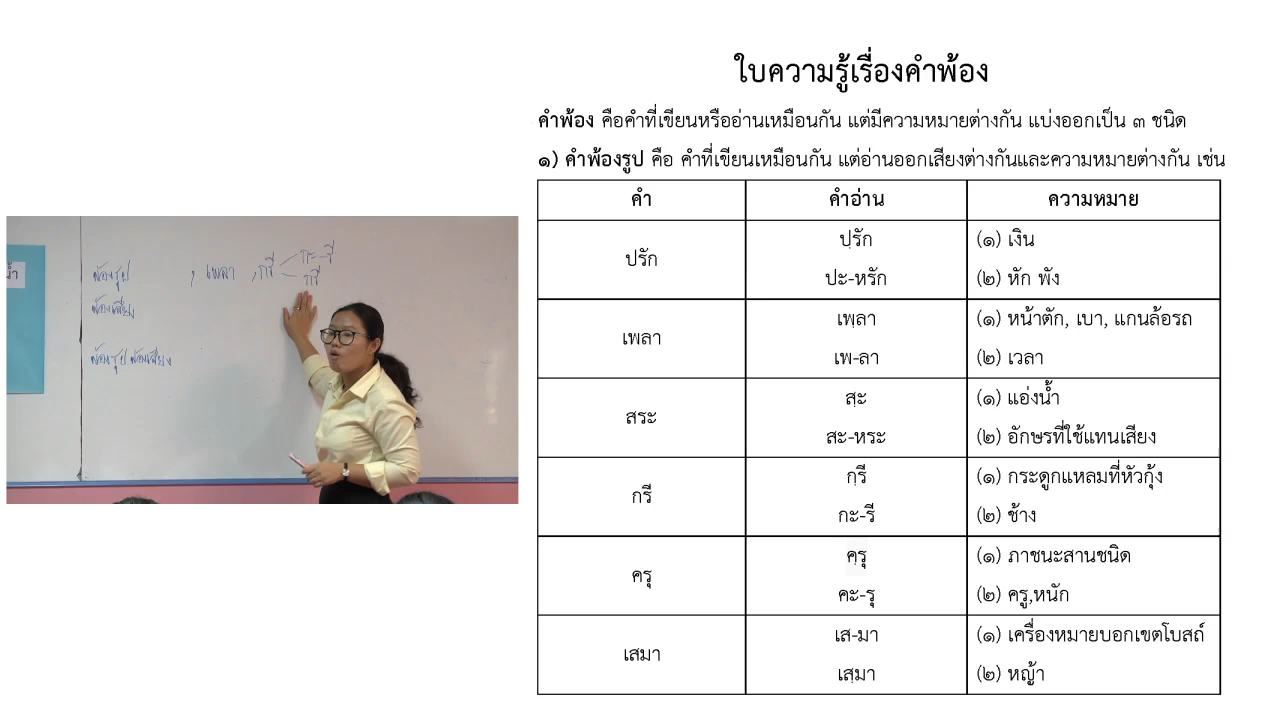 ใบความรู้เรื่องคำพ้อง
คำพ้อง คือคำที่เขียนหรืออ่านเหมือนกัน แต่มีความหมายต่างกัน แบ่งออกเป็น ๓ ชนิด
๑) คำพ้องรูป คือ คำที่เขียนเหมือนกัน แต่อ่านออกเสียงต่างกันและความหมายต่างกัน เช่น
คำ คำอ่าน ความหมาย
ปรัก
ปฺรัก (๑) เงิน
ปะ-หรัก (๒) หัก พัง
เพลา
เพฺลา (๑) หน้าตัก, เบา, แกนล้อรถ
เพ-ลา (๒) เวลา
สระ
สฺะ (๑) แอ่งน้ำ
สะ-หระ (๒) อักษรที่ใช้แทนเสียง
กรี
กฺรี (๑) กระดูกแหลมที่หัวกุ้ง
กะ-รี (๒) ช้าง
ครุ
คฺรุ (๑) ภาชนะสานชนิด
คะ-รุ (๒) ครู,หนัก
เสมา
เส-มา (๑) เครื่องหมายบอกเขตโบสถ์
เสฺมา (๒) หญ้า
พ้องรูป , เพลา , กรี กะ-รี
กรี
พ้องเสียง
พ้องรูป พ้องเสียง
น้ำ